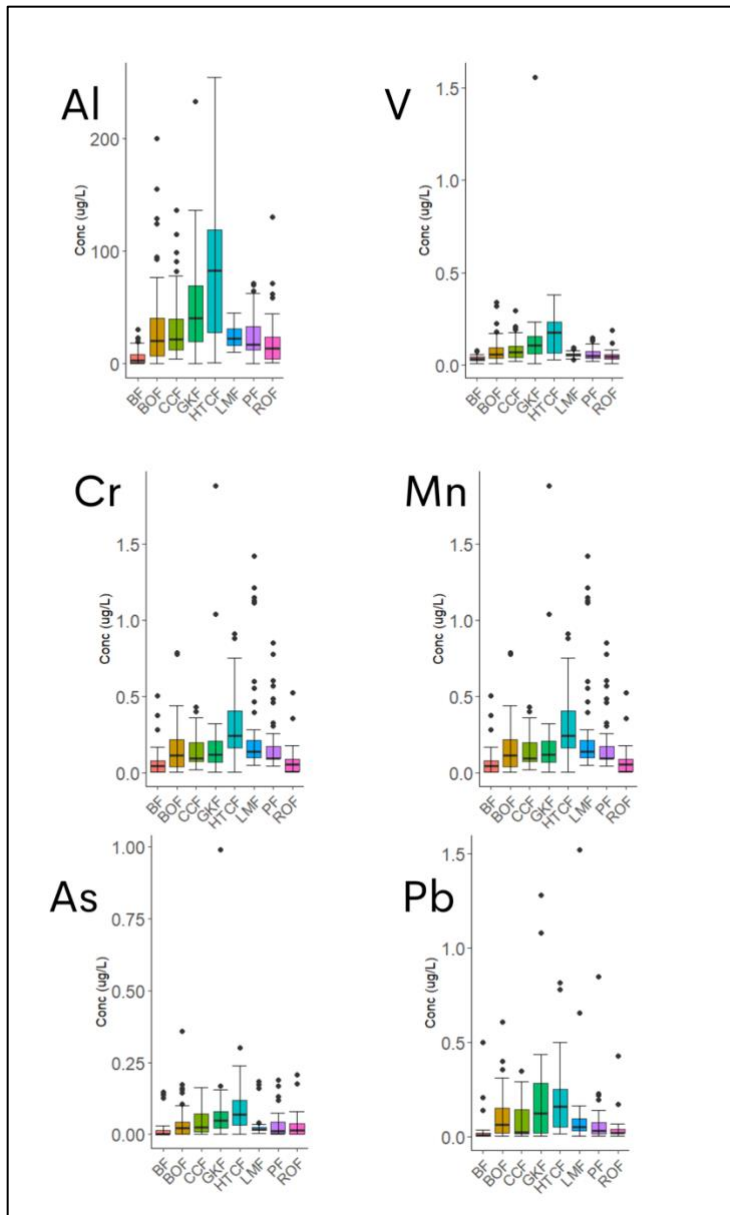 Al
Conc (ug/L)
200
100
0
BF BOF CCF GKF HTCF LMF PF ROF
V
Conc (ug/L)
1.5
1.0
0.5
0.0
BF BOF CCF GKF HTCF LMF PF ROF
Cr
Conc (ug/L)
1.5
1.0
0.5
0.0
BF BOF CCF GKF HTCF LMF PF ROF
Mn
Conc (ug/L)
1.5
1.0
0.5
0.0
BF BOF CCF GKF HTCF LMF PF ROF
As
Conc (ug/L)
1.00
0.75
0.50
0.25
0.00
BF BOF CCF GKF HTCF LMF PF ROF
Pb
Conc (ug/L)
1.5
1.0
0.5
0.0
BF BOF CCF GKF HTCF LMF PF ROF